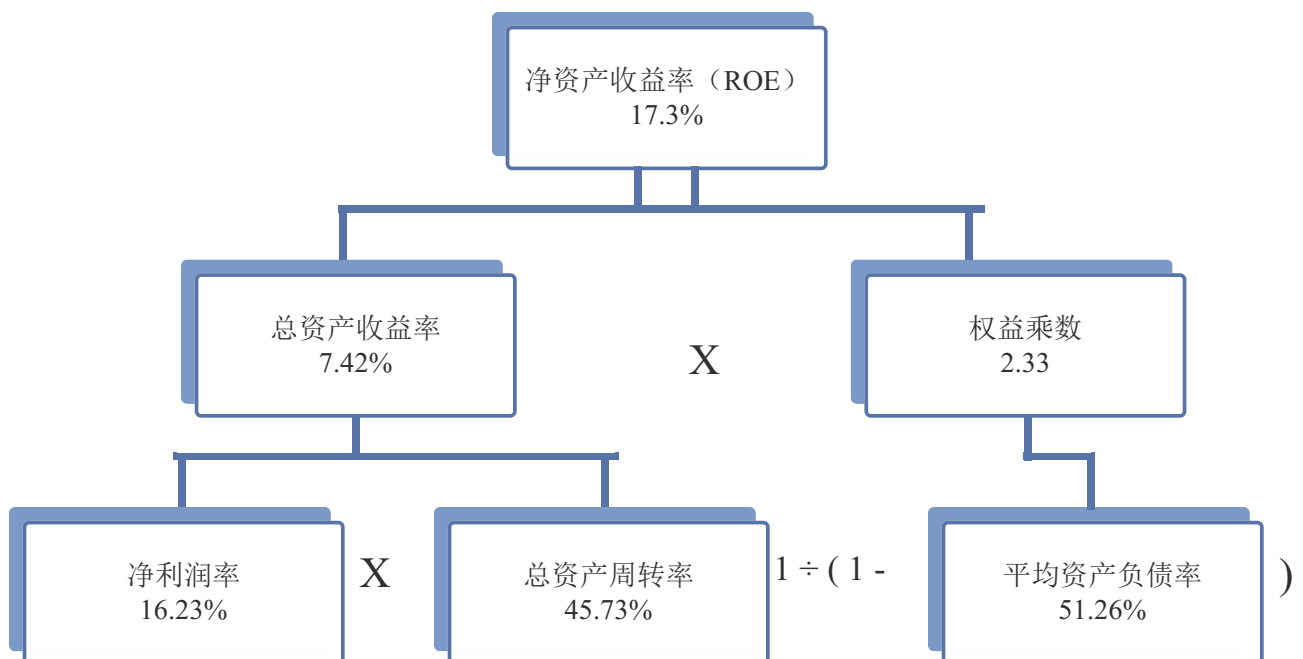 净资产收益率（ROE）
17.3%
总资产收益率
7.42%
X
权益乘数
2.33
净利润率
16.23%
X
总资产周转率
45.73%
1 ÷ ( 1 -
平均资产负债率
51.26%
)